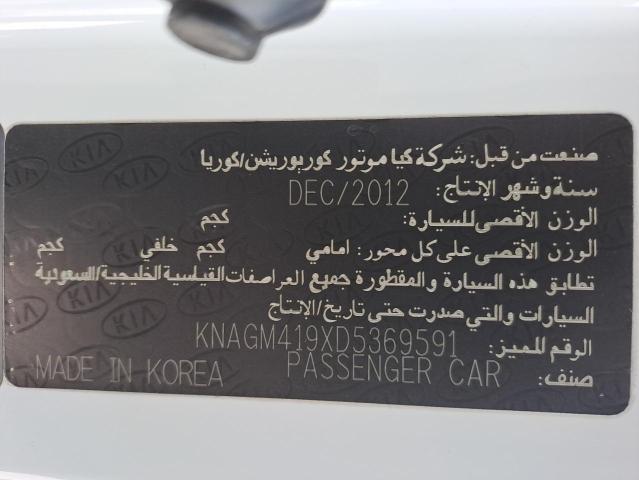 صنعت من قبل: شركة كيا موتور كوربوريشن/كوريا
سنة وشهر الإنتاج: DEC/2012
الوزن الأقصى للسيارة: كجم
الوزن الأقصى على كل محور: امامي كجم خلفي كجم
تطابق هذه السيارة والمقطورة جميع العراصفات القياسية الخليجية/السعودية
السيارات والتي صدرت حتى تاريخ/الإنتاج
الرقم المميز: KNAGM419XD5369591
صنف: PASSENGER CAR MADE IN KOREA